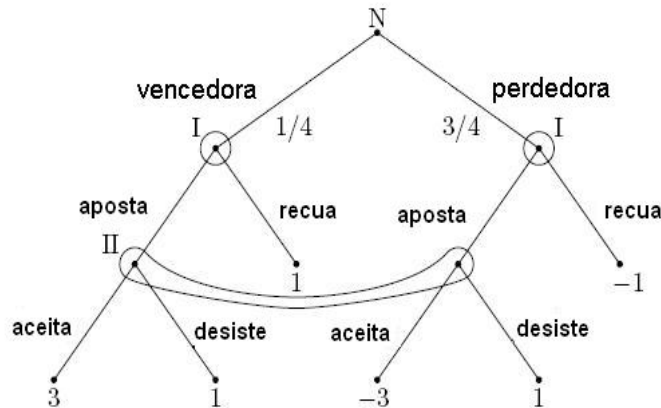 N
vencedora perdedora
I 1/4 3/4 I
aposta recua aposta recua
II
1 −1
aceita desiste aceita desiste
3 1 −3 1